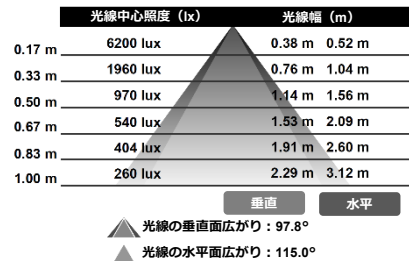 光線中心照度（lx） 光線幅（m）
0.17 m 6200 lux 0.38 m 0.52 m
0.33 m 1960 lux 0.76 m 1.04 m
0.50 m 970 lux 1.14 m 1.56 m
0.67 m 540 lux 1.53 m 2.09 m
0.83 m 404 lux 1.91 m 2.60 m
1.00 m 260 lux 2.29 m 3.12 m
垂直 水平
光線の垂直面広がり：97.8°
光線の水平面広がり：115.0°